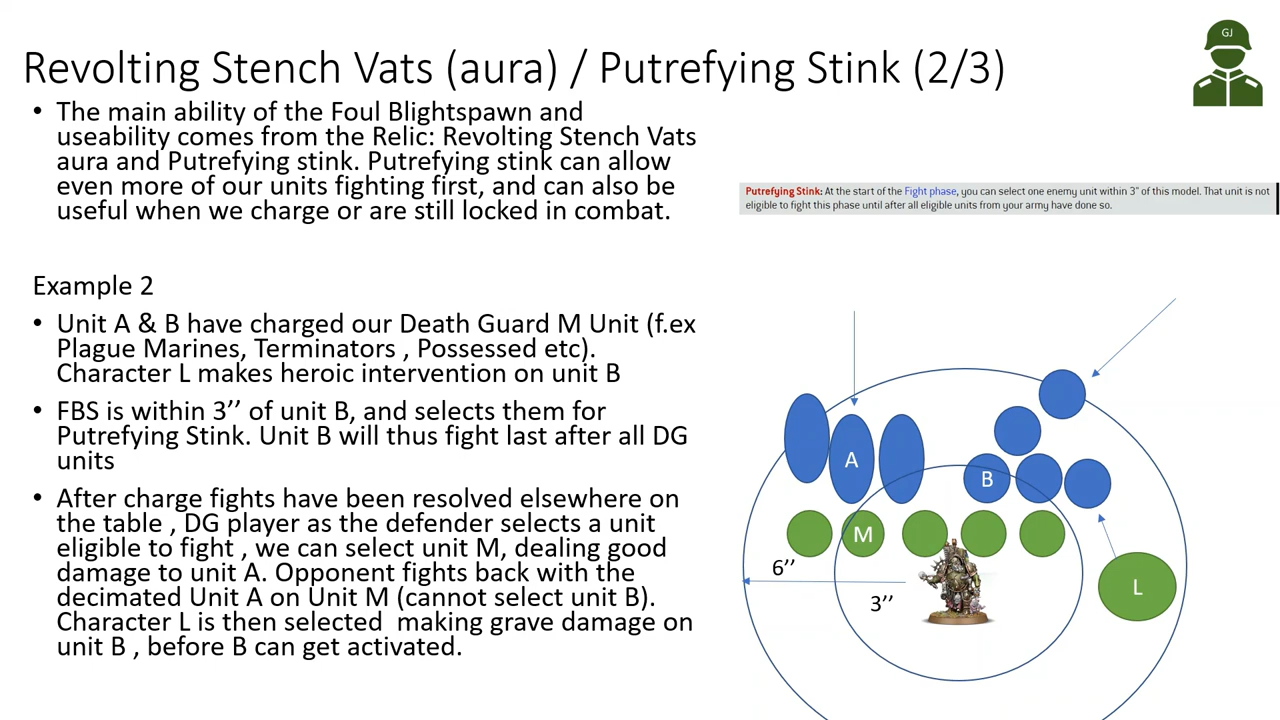 GJ
Revolting Stench Vats (aura) / Putrefying Stink (2/3)
• The main ability of the Foul Blightspawn and
useability comes from the Relic: Revolting Stench Vats
aura and Putrefying stink. Putrefying stink can allow
even more of our units fighting first, and can also be
useful when we charge or are still locked in combat.
Putrefying Stink: At the start of the Fight phase, you can select one enemy unit within 3" of this model. That unit is not
eligible to fight this phase until after all eligible units from your army have done so.
Example 2
• Unit A & B have charged our Death Guard M Unit (f.ex
Plague Marines, Terminators , Possessed etc).
Character L makes heroic intervention on unit B
• FBS is within 3’’ of unit B, and selects them for
Putrefying Stink. Unit B will thus fight last after all DG
units
• After charge fights have been resolved elsewhere on
the table , DG player as the defender selects a unit
eligible to fight , we can select unit M, dealing good
damage to unit A. Opponent fights back with the
decimated Unit A on Unit M (cannot select unit B).
Character L is then selected  making grave damage on
unit B , before B can get activated.
A
B
M
6’’
3’’
L